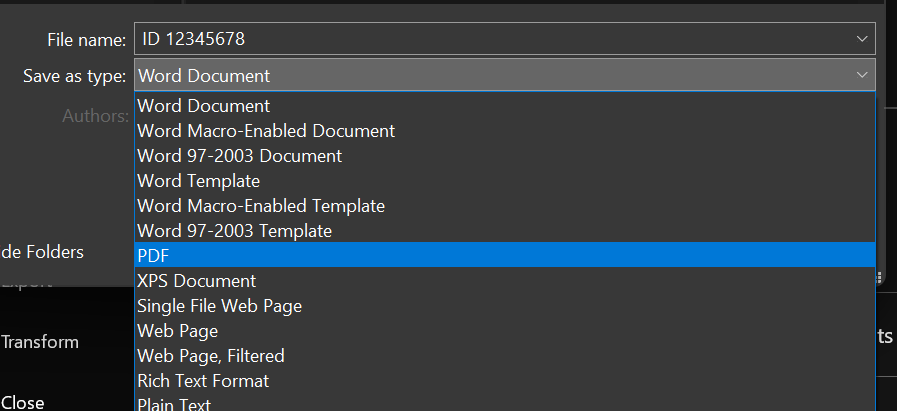 File name: ID 12345678
Save as type: Word Document
Authors:
Word Document
Word Macro-Enabled Document
Word 97-2003 Document
Word Template
Word Macro-Enabled Template
Word 97-2003 Template
de Folders
PDF
XPS Document
Export
Single File Web Page
Web Page
ts
Transform
Web Page, Filtered
Rich Text Format
Close
Plain Text